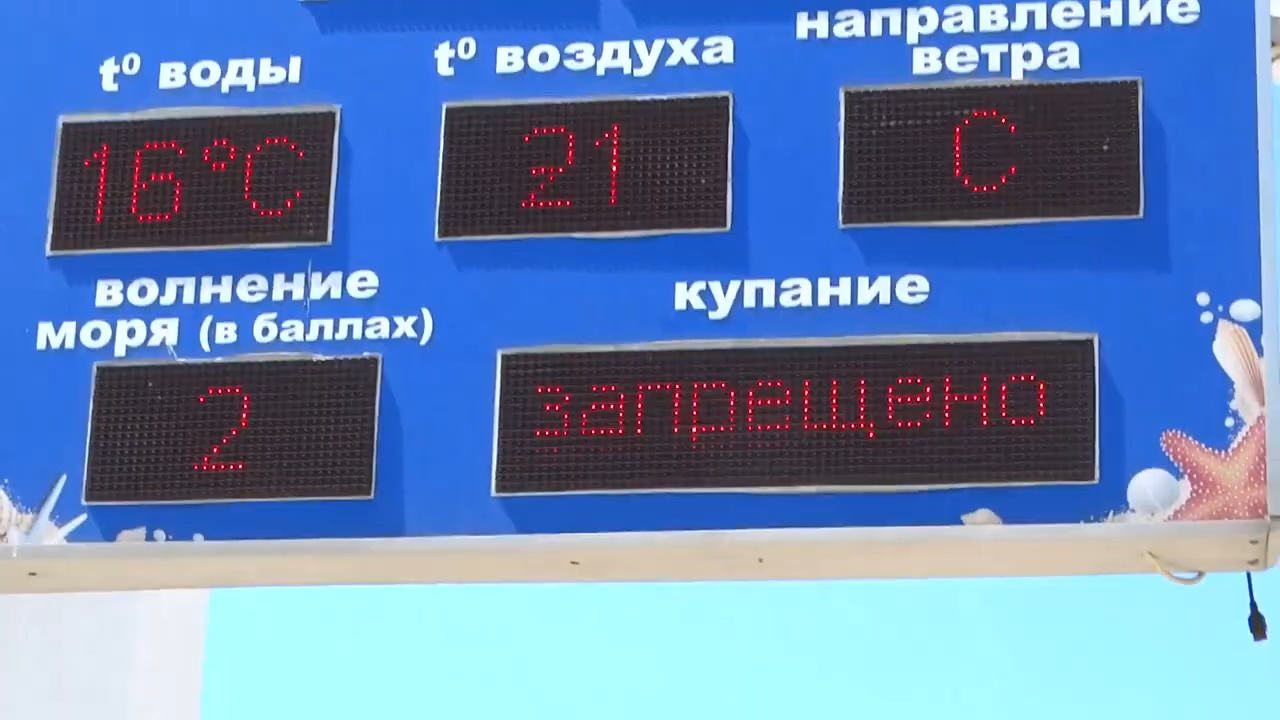 t⁰ воды
16°C
t⁰ воздуха
21
направление
ветра
С
волнение
моря (в баллах)
2
купание
запрещено